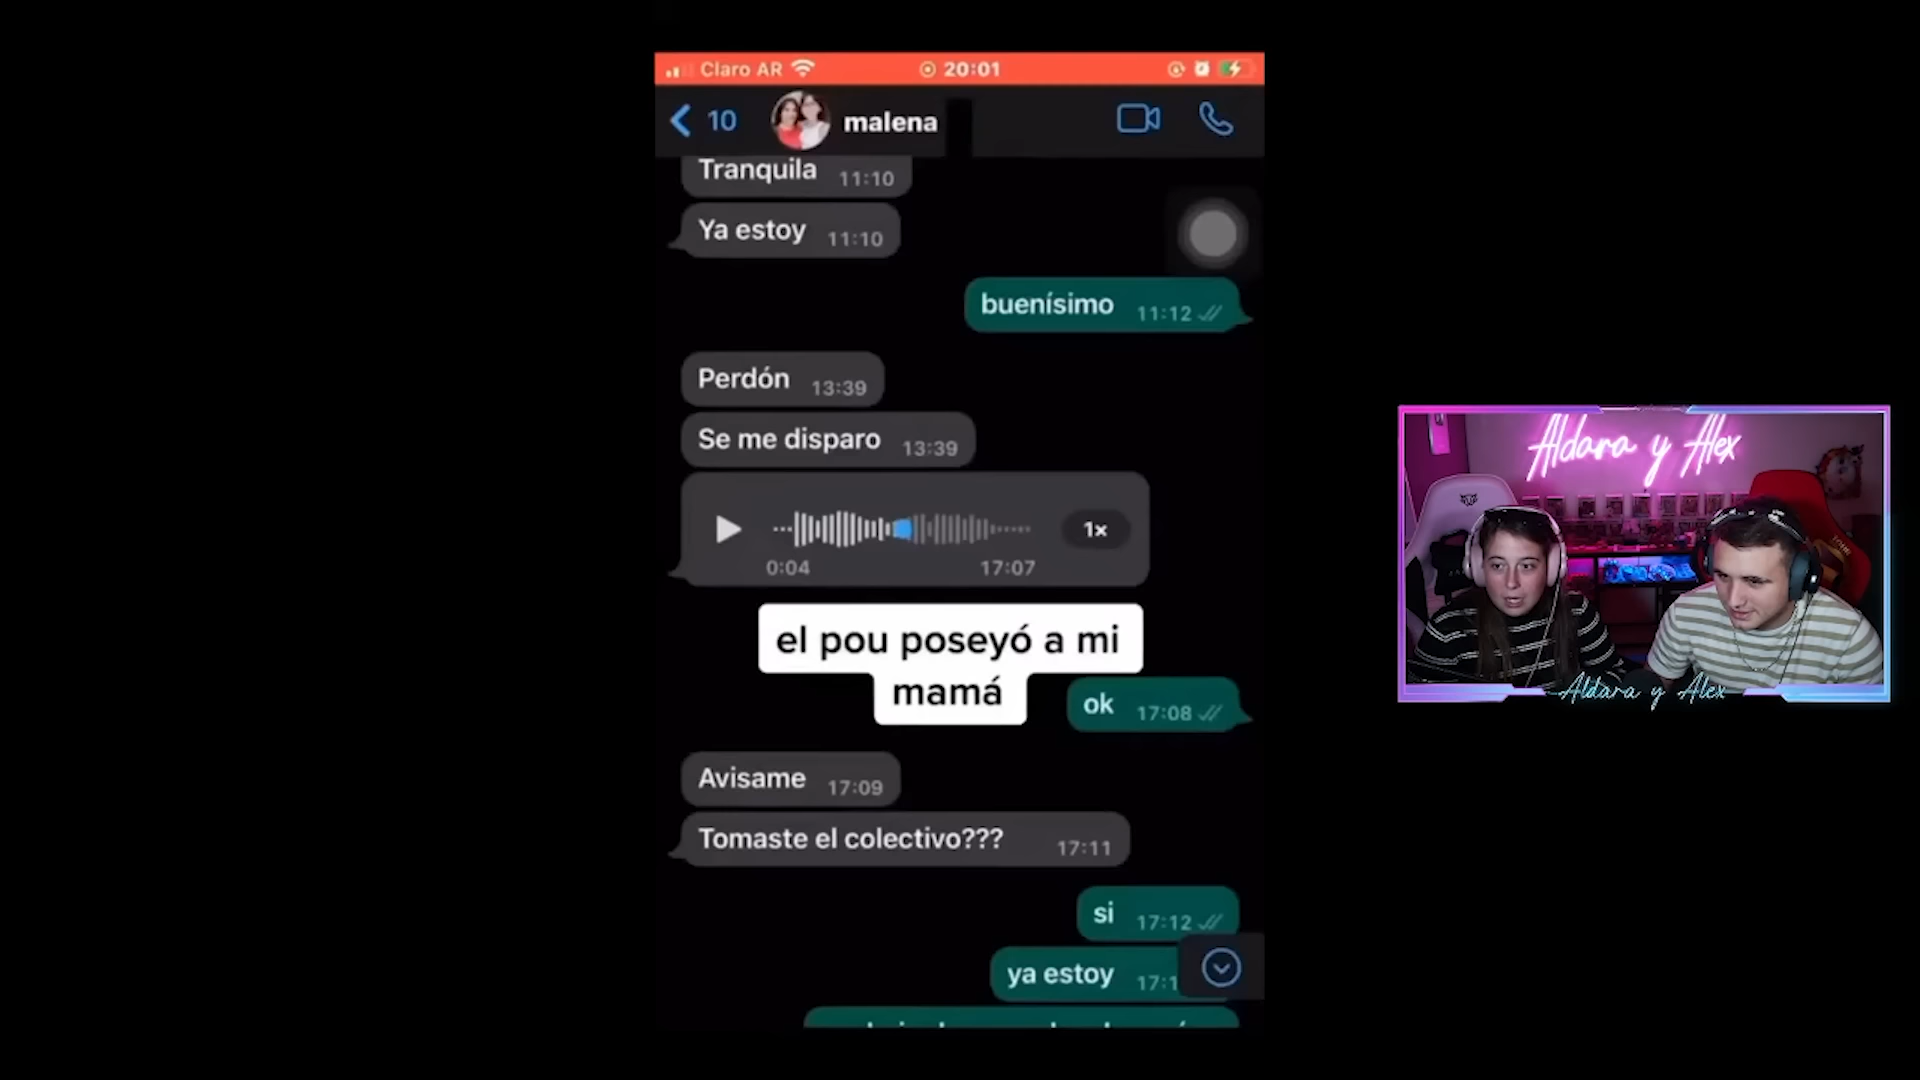 Claro AR
20:01
10
malena
Tranquila 11:10
Ya estoy 11:10
buenísimo 11:12
Perdón 13:39
Se me disparo 13:39
1x
0:04 17:07
el pou poseyó a mi
mamá
ok 17:08
Avisame 17:09
Tomaste el colectivo??? 17:11
si 17:12
ya estoy 17:1
Aldara y Alex
Aldara y Alex